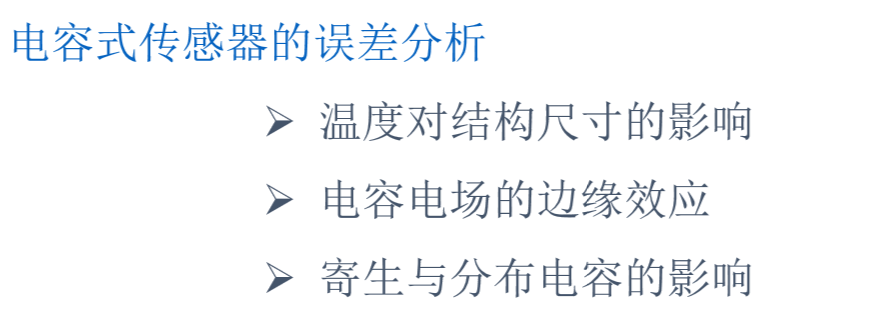 电容式传感器的误差分析
➢ 温度对结构尺寸的影响
➢ 电容电场的边缘效应
➢ 寄生与分布电容的影响